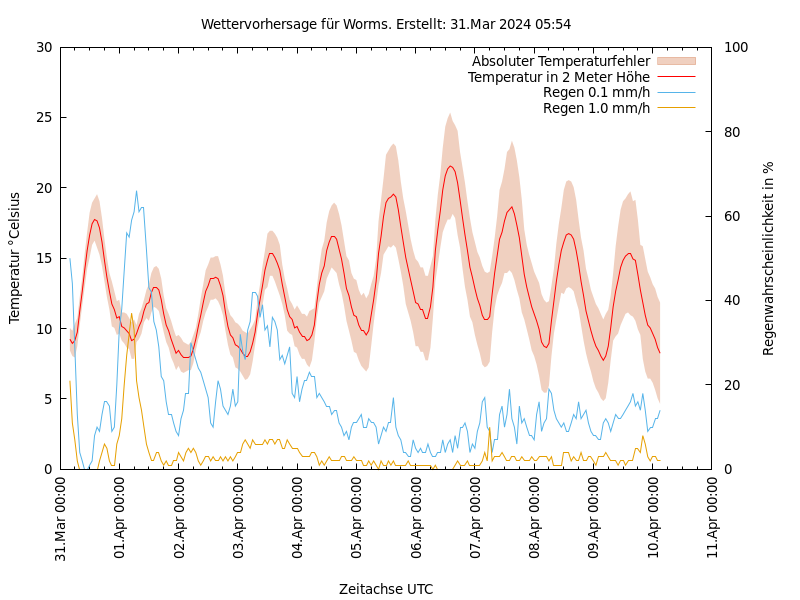 Wettervorhersage für Worms. Erstellt: 31.Mar 2024 05:54
30
25
20
15
10
5
0
100
80
60
40
20
0
Absoluter Temperaturfehler
Temperatur in 2 Meter Höhe
Regen 0.1 mm/h
Regen 1.0 mm/h
Temperatur °Celsius
Regenwahrscheinlichkeit in %
31.Mar 00:00
01.Apr 00:00
02.Apr 00:00
03.Apr 00:00
04.Apr 00:00
05.Apr 00:00
06.Apr 00:00
07.Apr 00:00
08.Apr 00:00
09.Apr 00:00
10.Apr 00:00
11.Apr 00:00
Zeitachse UTC